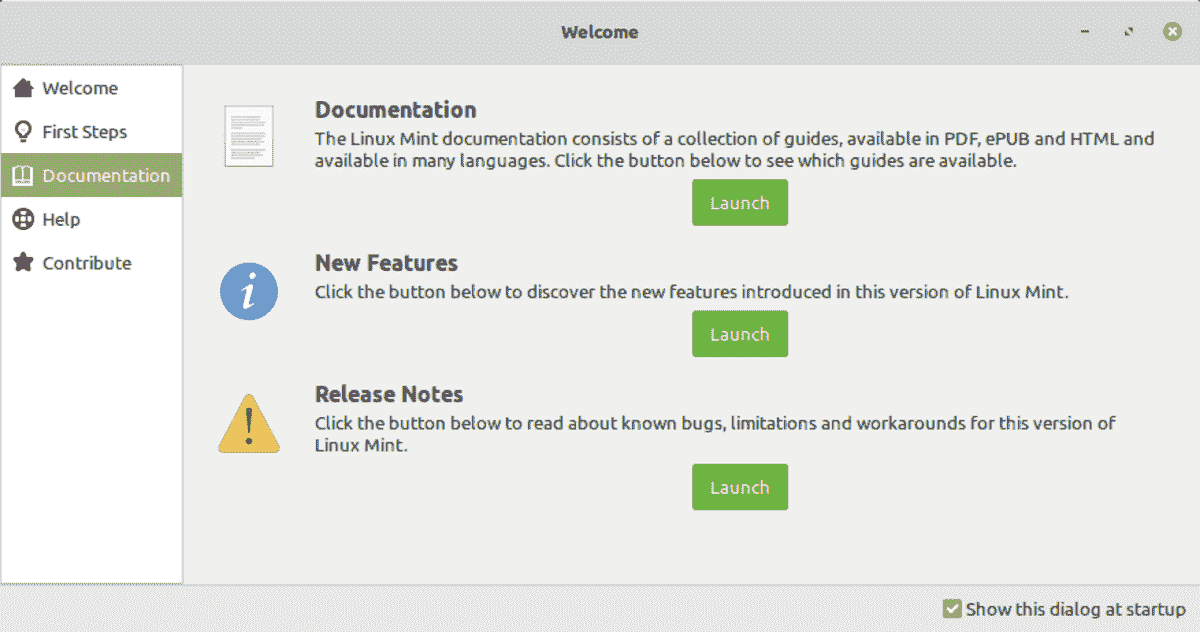 Welcome
Welcome
First Steps
Documentation
Help
Contribute
Documentation
The Linux Mint documentation consists of a collection of guides, available in PDF, ePUB and HTML and
available in many languages. Click the button below to see which guides are available.
Launch
New Features
Click the button below to discover the new features introduced in this version of Linux Mint.
Launch
Release Notes
Click the button below to read about known bugs, limitations and workarounds for this version of
Linux Mint.
Launch
Show this dialog at startup